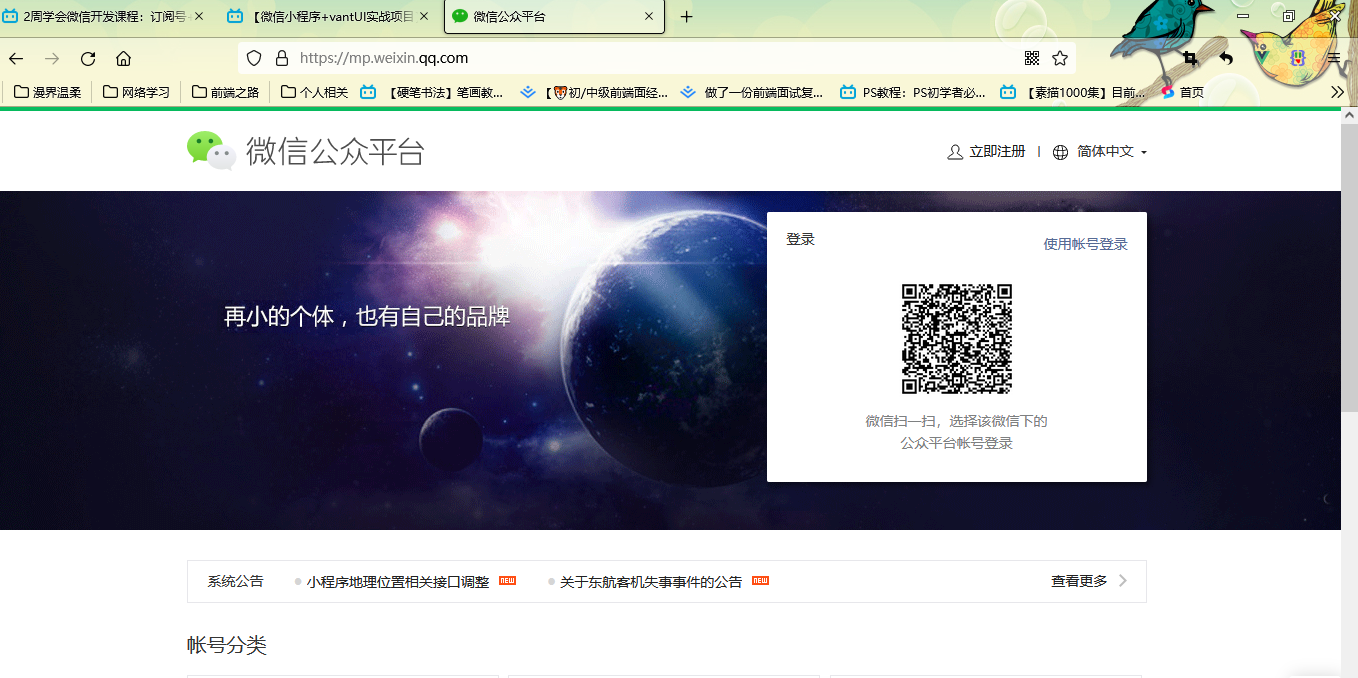 2周学会微信开发课程：订阅号
【微信小程序+vantUI实战项目
微信公众平台
https://mp.weixin.qq.com
漫界温柔
网络学习
前端之路
个人相关
【硬笔书法】笔画教...
【🐯初/中级前端面经...
做了一份前端面试复...
PS教程：PS初学者必...
【素描1000集】目前...
首页
微信公众平台
立即注册
简体中文
登录
使用帐号登录
再小的个体，也有自己的品牌
微信扫一扫，选择该微信下的
公众平台帐号登录
系统公告
小程序地理位置相关接口调整 NEW
关于东航客机失事事件的公告 NEW
查看更多
帐号分类